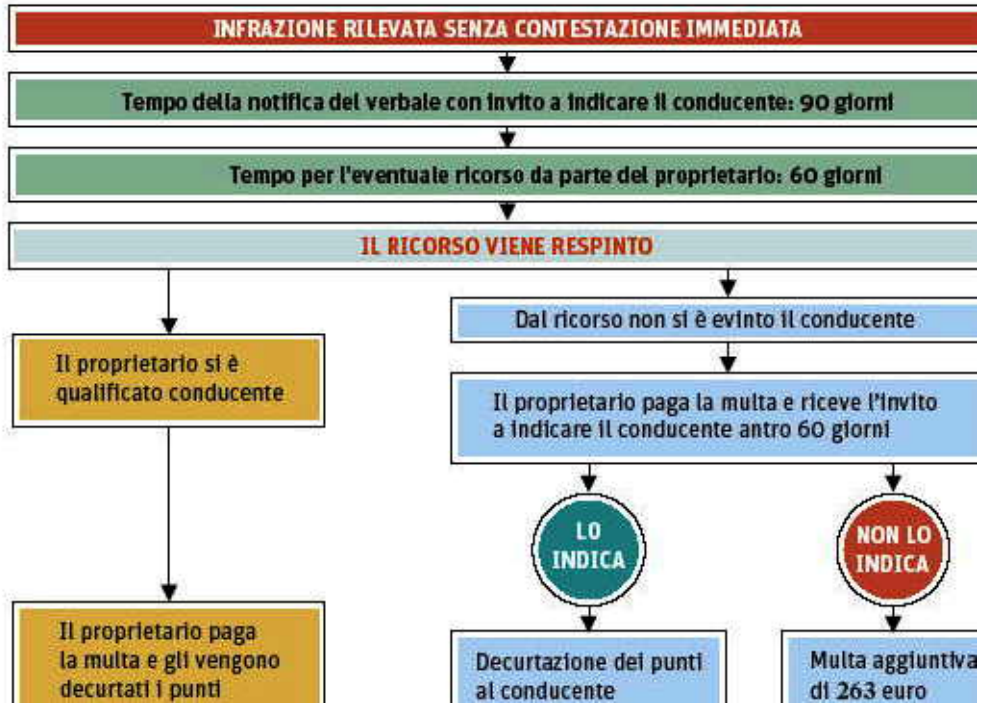 INFRAZIONE RILEVATA SENZA CONTESTAZIONE IMMEDIATA
Tempo della notifica del verbale con invito a indicare il conducente: 90 giorni
Tempo per l'eventuale ricorso da parte del proprietario: 60 giorni
IL RICORSO VIENE RESPINTO
Il proprietario si è
qualificato conducente
Il proprietario paga
la multa e gli vengono
decurtati i punti
Dal ricorso non si è evinto il conducente
Il proprietario paga la multa e riceve l'invito
a indicare il conducente antro 60 giorni
LO
INDICA
Decurtazione dei punti
al conducente
NON LO
INDICA
Multa aggiuntiva
di 263 euro